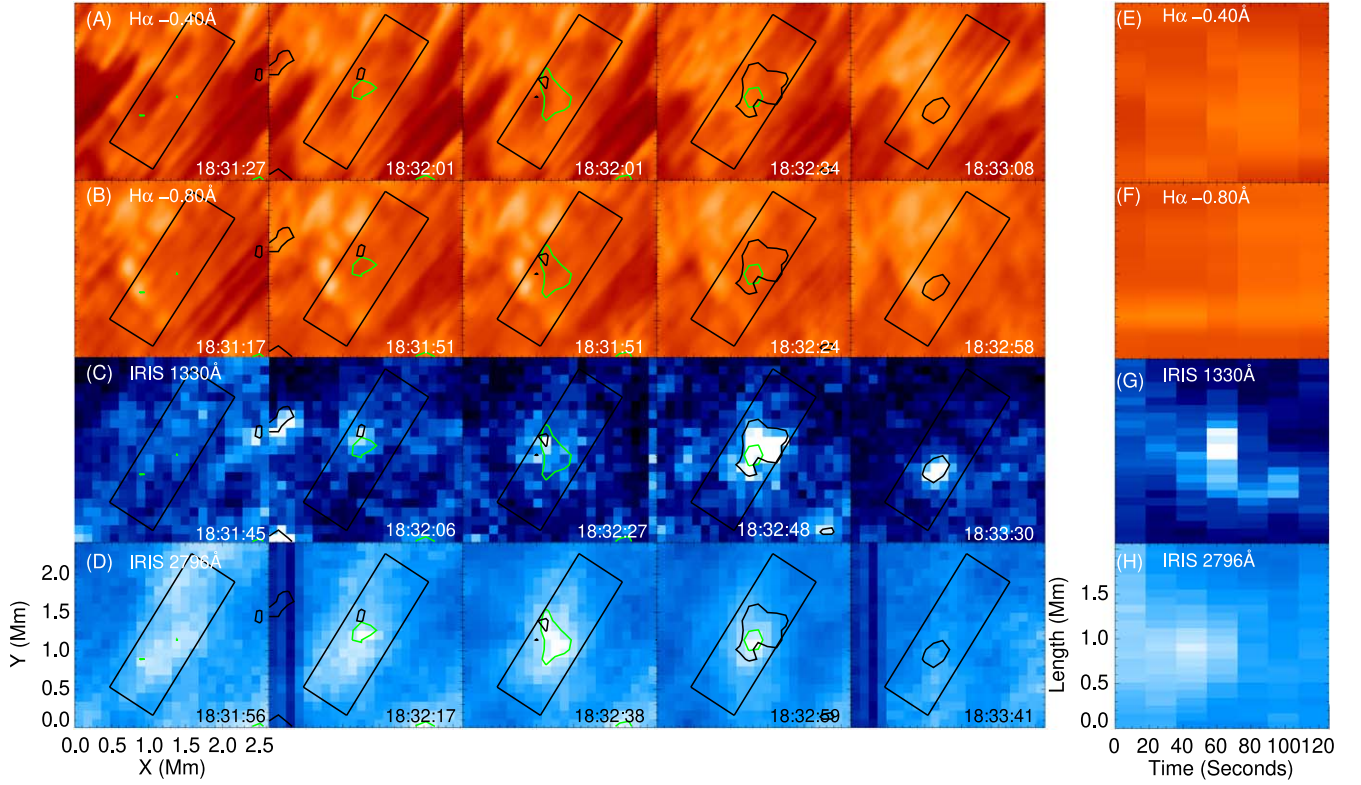 (A) Hα −0.40Å
18:31:27 18:32:01 18:32:01 18:32:34 18:33:08
(B) Hα −0.80Å
18:31:17 18:31:51 18:31:51 18:32:24 18:32:58
(C) IRIS 1330Å
18:31:45 18:32:06 18:32:27 18:32:48 18:33:30
(D) IRIS 2796Å
18:31:56 18:32:17 18:32:38 18:32:59 18:33:41
2.0
1.5
1.0
0.5
0.0
Y (Mm)
0.0 0.5 1.0 1.5 2.0 2.5
X (Mm)
(E) Hα −0.40Å
(F) Hα −0.80Å
(G) IRIS 1330Å
(H) IRIS 2796Å
1.5
1.0
0.5
0.0
Length (Mm)
0 20 40 60 80 100 120
Time (Seconds)